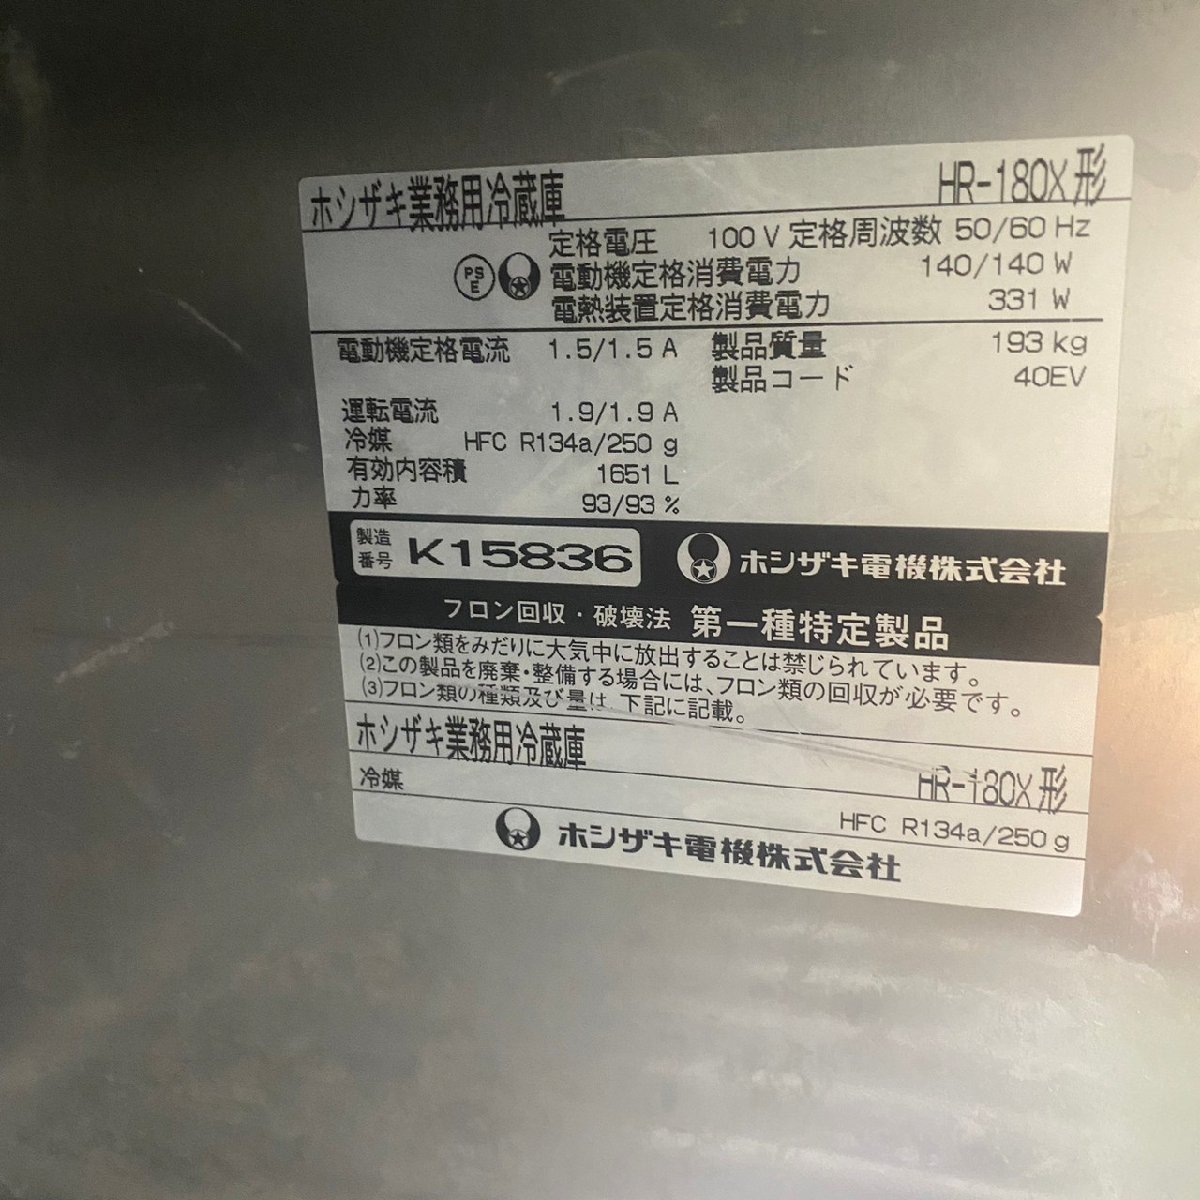 ホシザキ業務用冷蔵庫 HR-180X形
定格電圧 100 V 定格周波数 50/60 Hz
PS E 電動機定格消費電力 140/140 W
電熱装置定格消費電力 331 W
電動機定格電流 1.5/1.5 A 製品質量 193 kg
製品コード 40EV
運転電流 1.9/1.9 A
冷媒 HFC R134a/250 g
有効内容積 1651 L
力率 93/93 %
製造番号 K15836 ホシザキ電機株式会社
フロン回収・破壊法 第一種特定製品
(1)フロン類をみだりに大気中に放出することは禁じられています。
(2)この製品を廃棄・整備する場合には、フロン類の回収が必要です。
(3)フロン類の種類及び量は、下記に記載。
ホシザキ業務用冷蔵庫 HR-180X形
冷媒 HFC R134a/250 g
ホシザキ電機株式会社